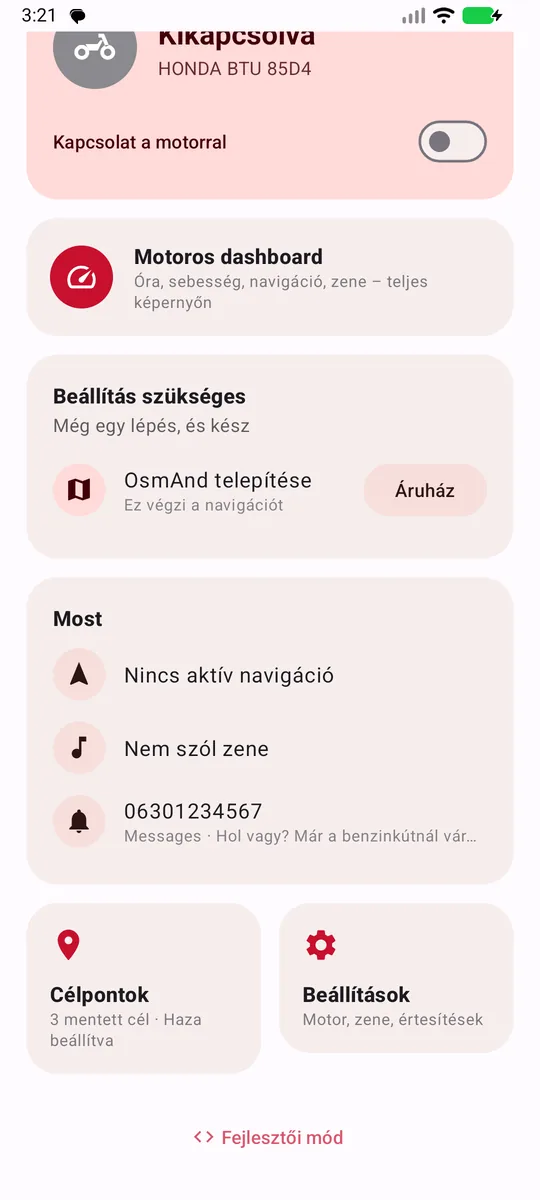 3:21
Kikapcsolva
HONDA BTU 85D4
Kapcsolat a motorral
Motoros dashboard
Óra, sebesség, navigáció, zene – teljes
képernyőn
Beállítás szükséges
Még egy lépés, és kész
OsmAnd telepítése
Ez végzi a navigációt
Áruház
Most
Nincs aktív navigáció
Nem szól zene
06301234567
Messages · Hol vagy? Már a benzinkútnál vár…
Célpontok
3 mentett cél · Haza
beállítva
Beállítások
Motor, zene, értesítések
<> Fejlesztői mód